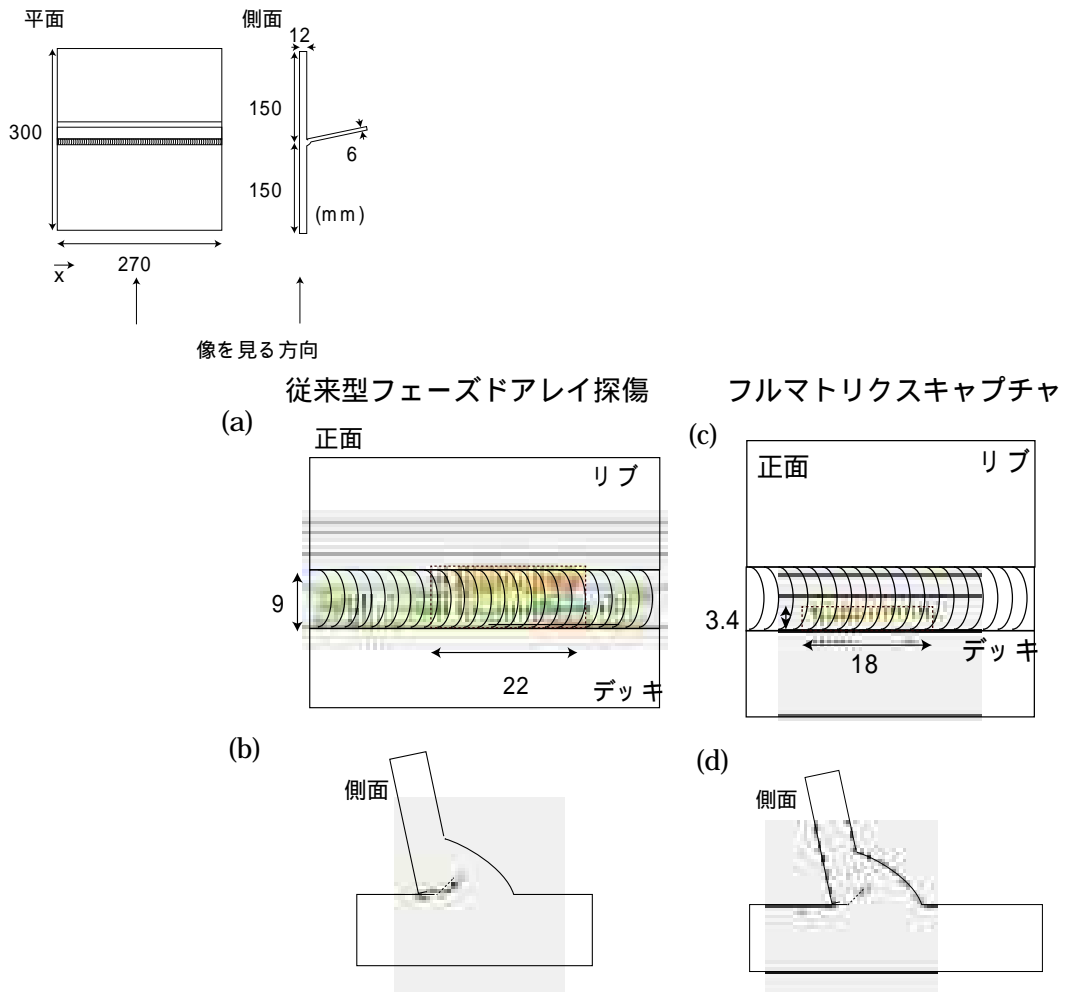 平面
側面
12
300
150
6
150
(mm)
x
270
像を見る方向
従来型フェーズドアレイ探傷
フルマトリクスキャプチャ
(a)
正面
リブ
9
22
デッキ
(c)
正面
リブ
3.4
デッキ
18
(b)
側面
(d)
側面